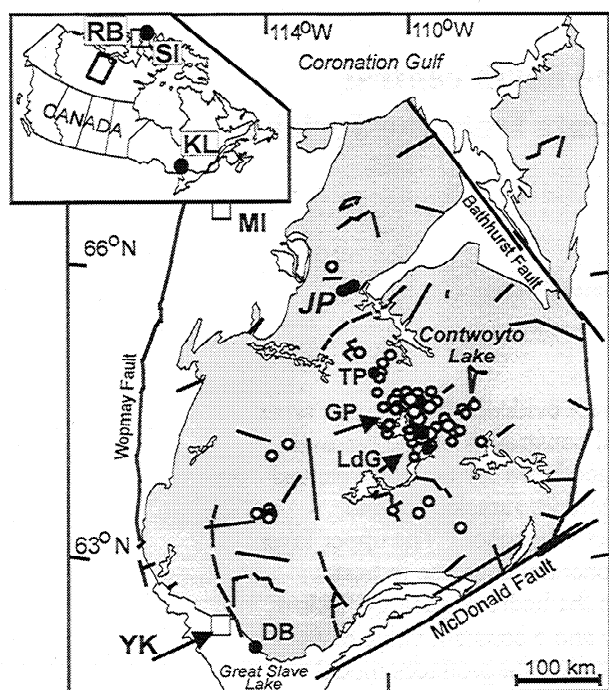 RB
SI
CANADA
KL
114°W
110°W
Coronation Gulf
MI
66°N
Bathhurst Fault
JP
Contwoyto
Lake
TP
GP
LdG
Wopmay Fault
63°N
McDonald Fault
YK
DB
Great Slave
Lake
100 km